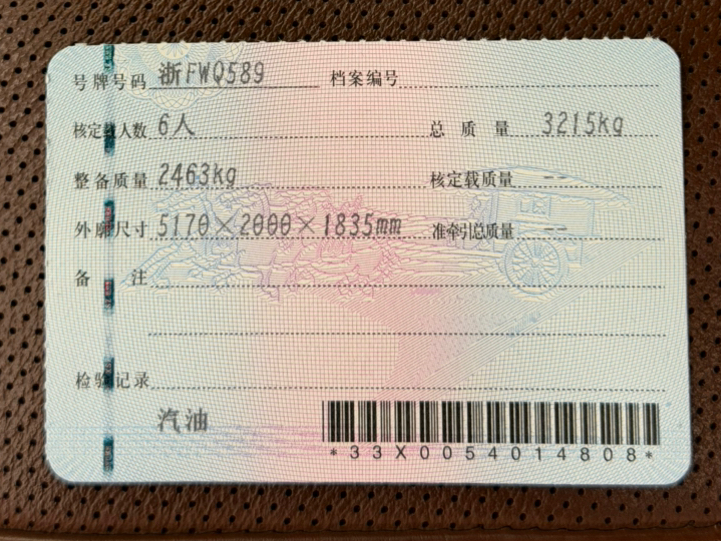 号牌号码 浙FWQ589 档案编号
核定载人数 6人 总质量 3215kg
整备质量 2463kg 核定载质量 --
外廓尺寸 5170×2000×1835mm 准牵引总质量 --
备注
检验记录
汽油
*33X0054014808*